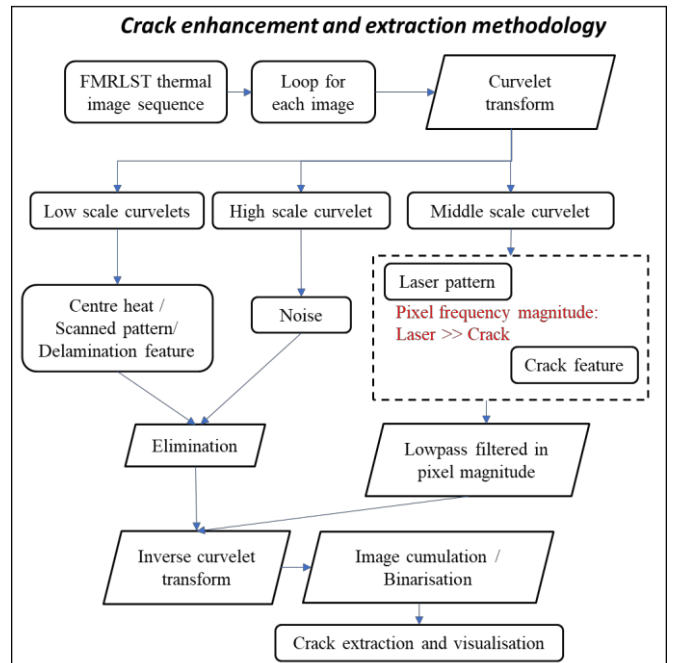 Crack enhancement and extraction methodology
FMRLST thermal
image sequence
Loop for
each image
Curvelet
transform
Low scale curvelets
High scale curvelet
Middle scale curvelet
Centre heat /
Scanned pattern/
Delamination feature
Noise
Laser pattern
Pixel frequency magnitude:
Laser >> Crack
Crack feature
Elimination
Lowpass filtered in
pixel magnitude
Inverse curvelet
transform
Image cumulation /
Binarisation
Crack extraction and visualisation